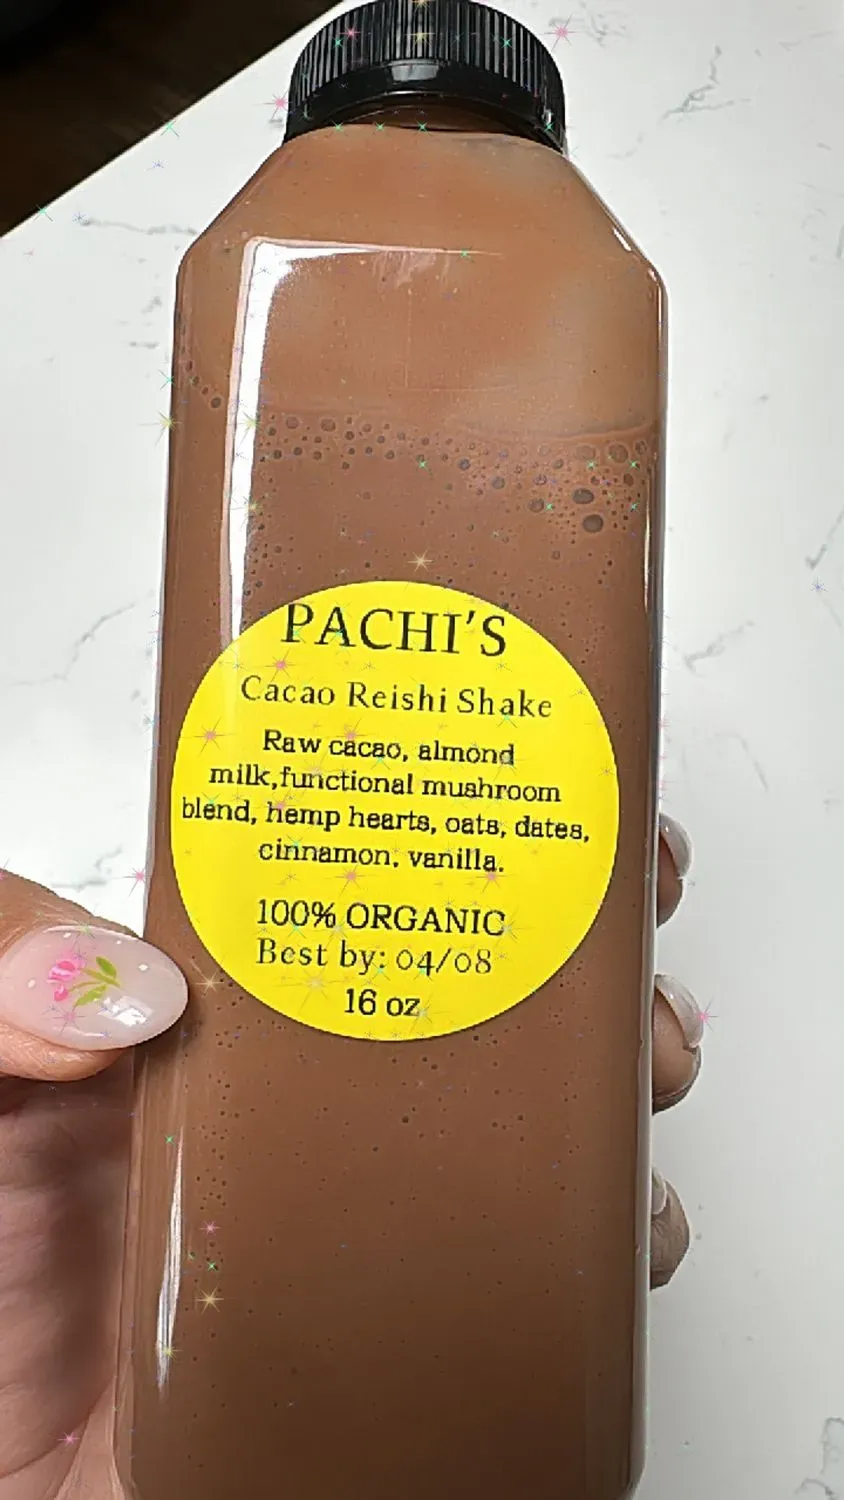 PACHI'S
Cacao Reishi Shake
Raw cacao, almond
milk,functional mushroom
blend, hemp hearts, oats, dates,
cinnamon. vanilla.
100% ORGANIC
Best by: 04/08
16 oz